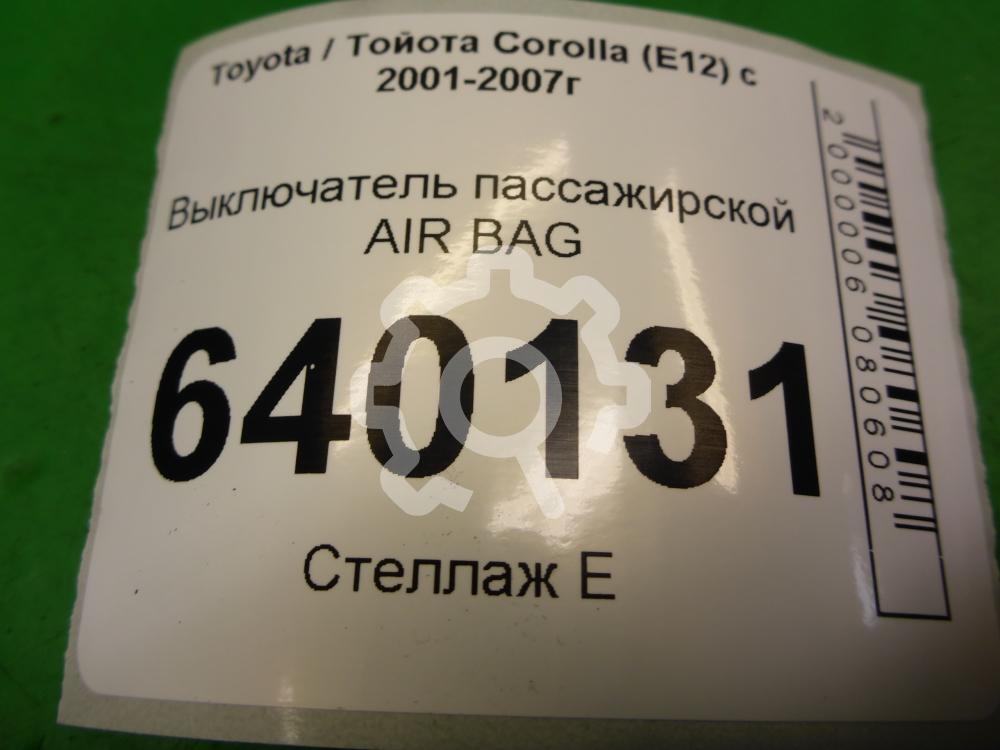 Toyota / Тойота Corolla (E12) с
2001-2007г
Выключатель пассажирской
AIR BAG
640131
Стеллаж Е
2000006080608